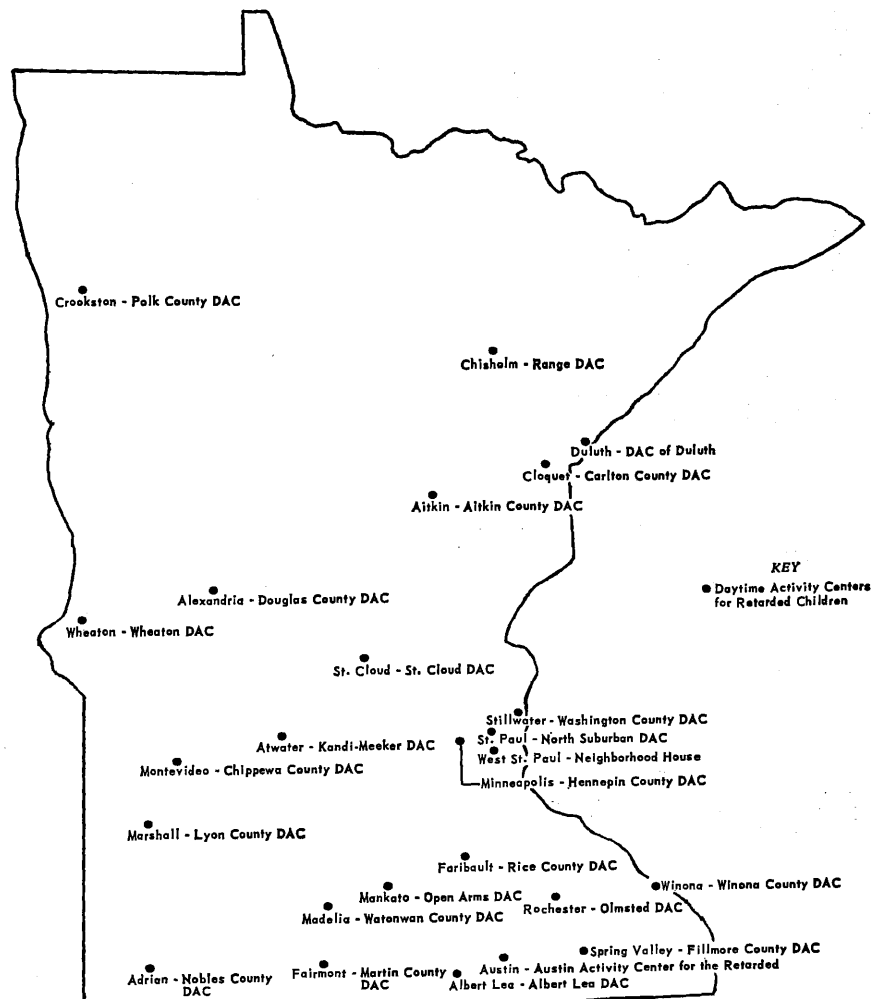 Crookston - Polk County DAC
Chisholm - Range DAC
Duluth - DAC of Duluth
Cloquet - Carlton County DAC
Aitkin - Aitkin County DAC
KEY
Daytime Activity Centers
for Retarded Children
Alexandria - Douglas County DAC
Wheaton - Wheaton DAC
St. Cloud - St. Cloud DAC
Stillwater - Washington County DAC
St. Paul - North Suburban DAC
Atwater - Kandi-Meeker DAC
West St. Paul - Neighborhood House
Montevideo - Chippewa County DAC
Minneapolis - Hennepin County DAC
Marshall - Lyon County DAC
Faribault - Rice County DAC
Winona - Winona County DAC
Mankato - Open Arms DAC
Rochester - Olmsted DAC
Madelia - Watonwan County DAC
Spring Valley - Fillmore County DAC
Austin - Austin Activity Center for the Retarded
Fairmont - Martin County
DAC
Albert Lea - Albert Lea DAC
Adrian - Nobles County
DAC